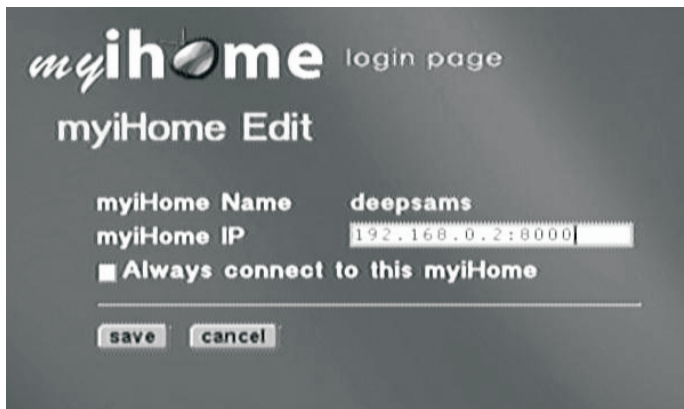 myihome login page
myiHome Edit
myiHome Name deepsams
myiHome IP 192.168.0.2:8000
Always connect to this myiHome
save cancel